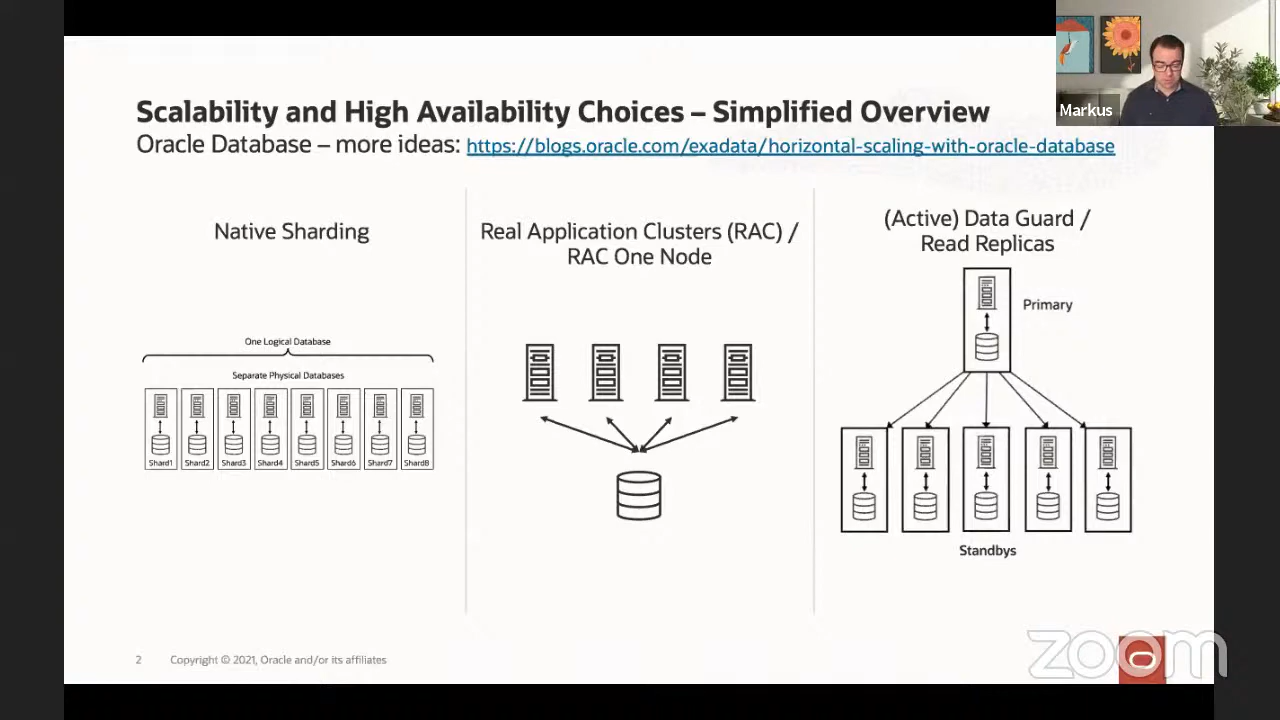 Markus
Scalability and High Availability Choices – Simplified Overview
Oracle Database – more ideas: https://blogs.oracle.com/exadata/horizontal-scaling-with-oracle-database
Native Sharding
One Logical Database
Separate Physical Databases
Shard1 Shard2 Shard3 Shard4 Shard5 Shard6 Shard7 Shard8
Real Application Clusters (RAC) /
RAC One Node
(Active) Data Guard /
Read Replicas
Primary
Standbys
2 Copyright © 2021, Oracle and/or its affiliates
zoom